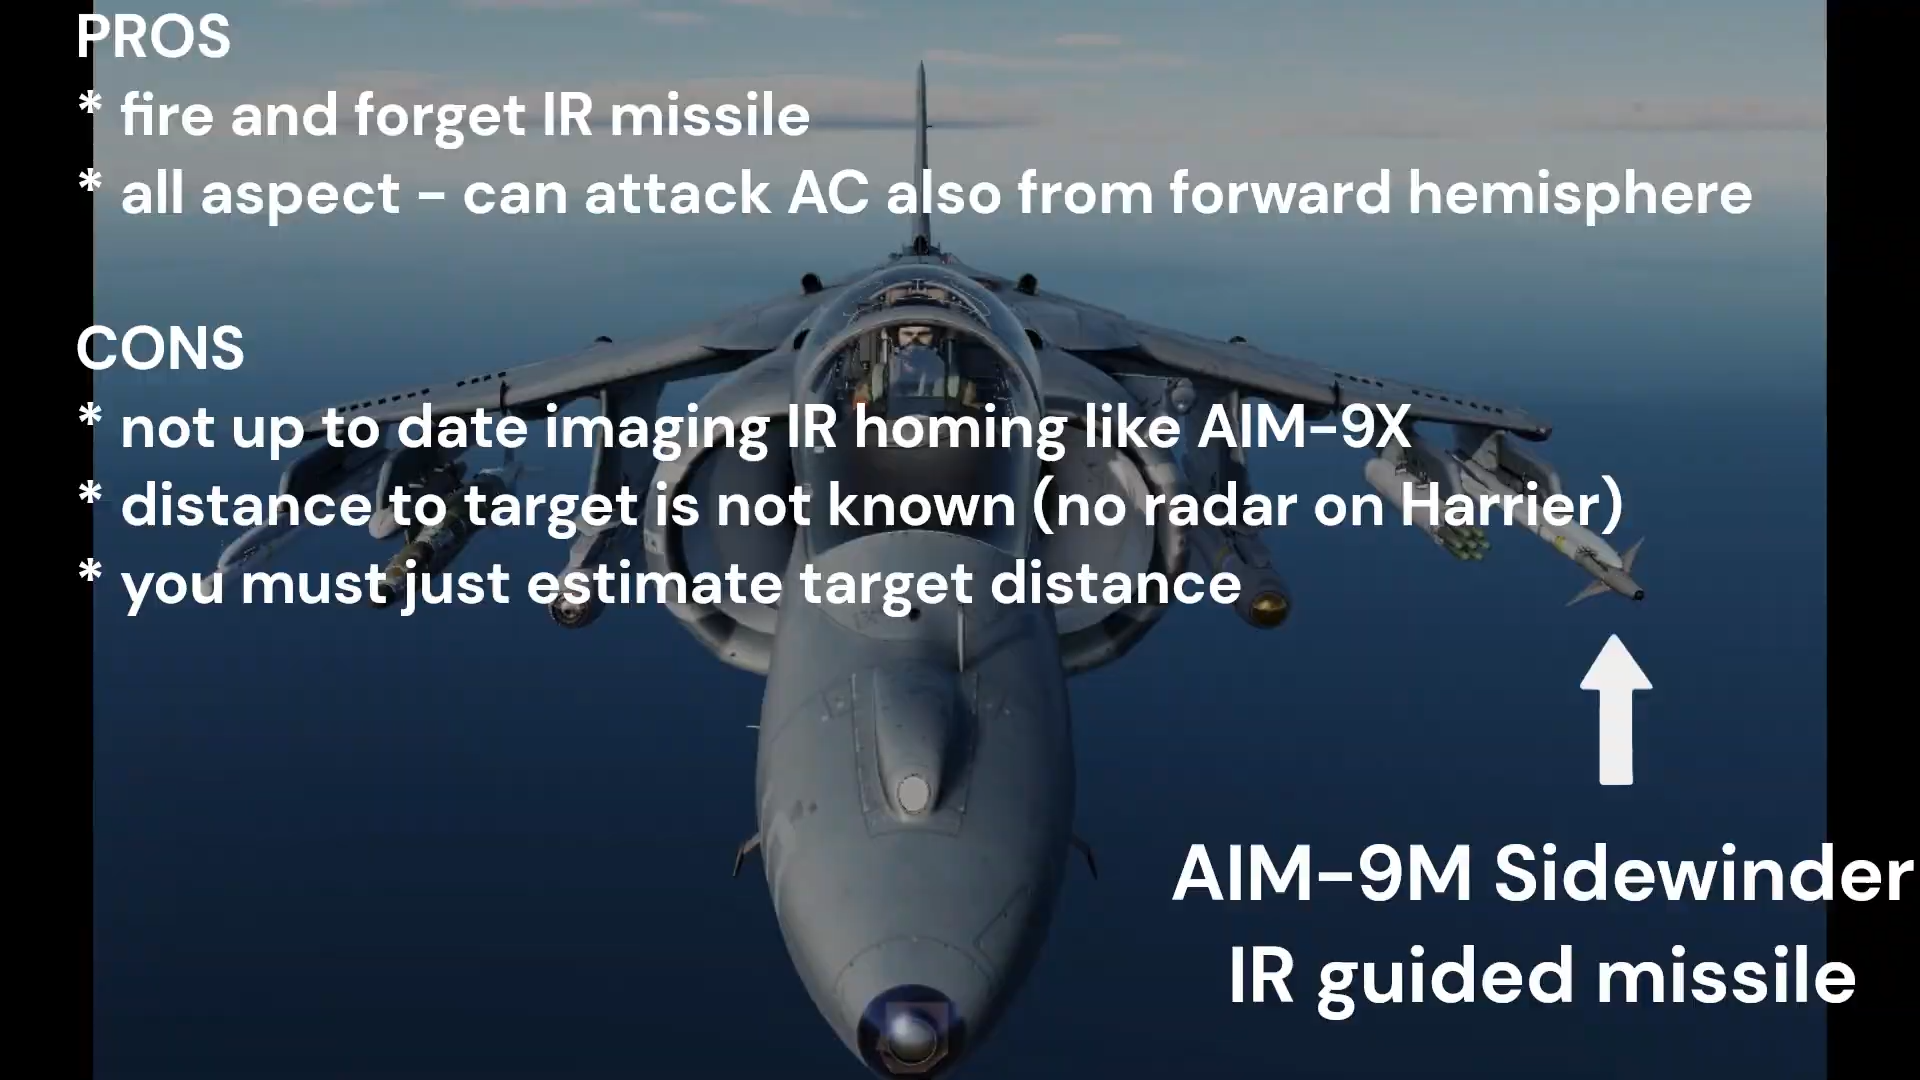 PROS
* fire and forget IR missile
* all aspect - can attack AC also from forward hemisphere
CONS
* not up to date imaging IR homing like AIM-9X
* distance to target is not known (no radar on Harrier)
* you must just estimate target distance
AIM-9M Sidewinder
IR guided missile